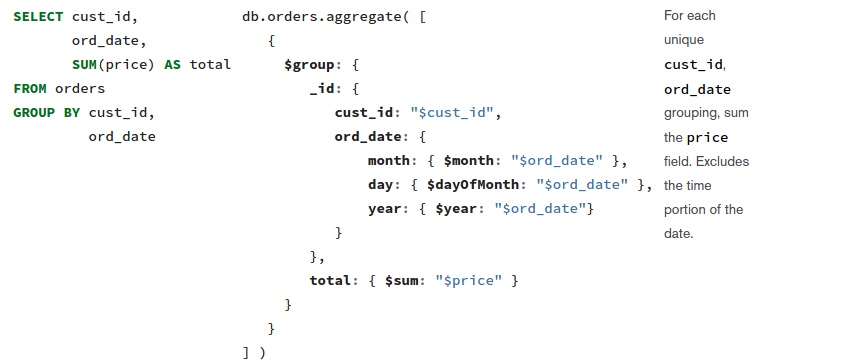 SELECT cust_id,
ord_date,
SUM(price) AS total
FROM orders
GROUP BY cust_id,
ord_date
db.orders.aggregate( [
{
$group: {
_id: {
cust_id: "$cust_id",
ord_date: {
month: { $month: "$ord_date" },
day: { $dayOfMonth: "$ord_date" },
year: { $year: "$ord_date"}
}
},
total: { $sum: "$price" }
}
}
] )
For each
unique
cust_id,
ord_date
grouping, sum
the price
field. Excludes
the time
portion of the
date.